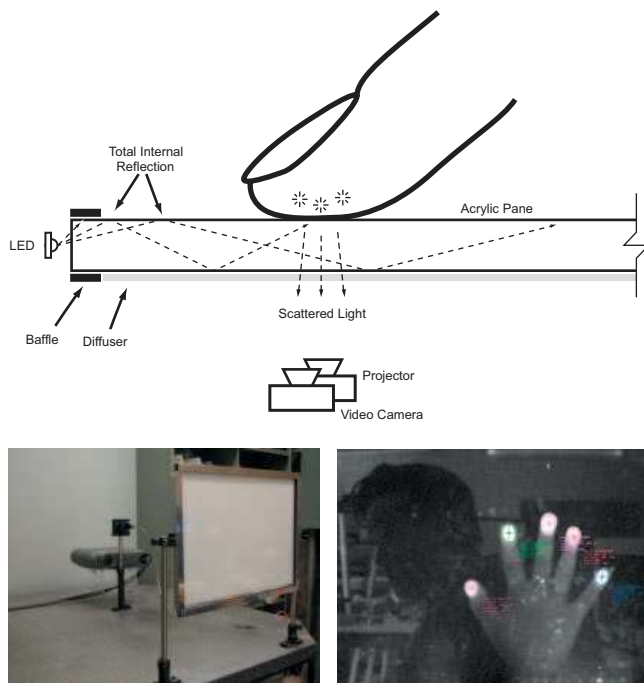 Total Internal
Reflection
Acrylic Pane
LED
Scattered Light
Baffle
Diffuser
Projector
Video Camera